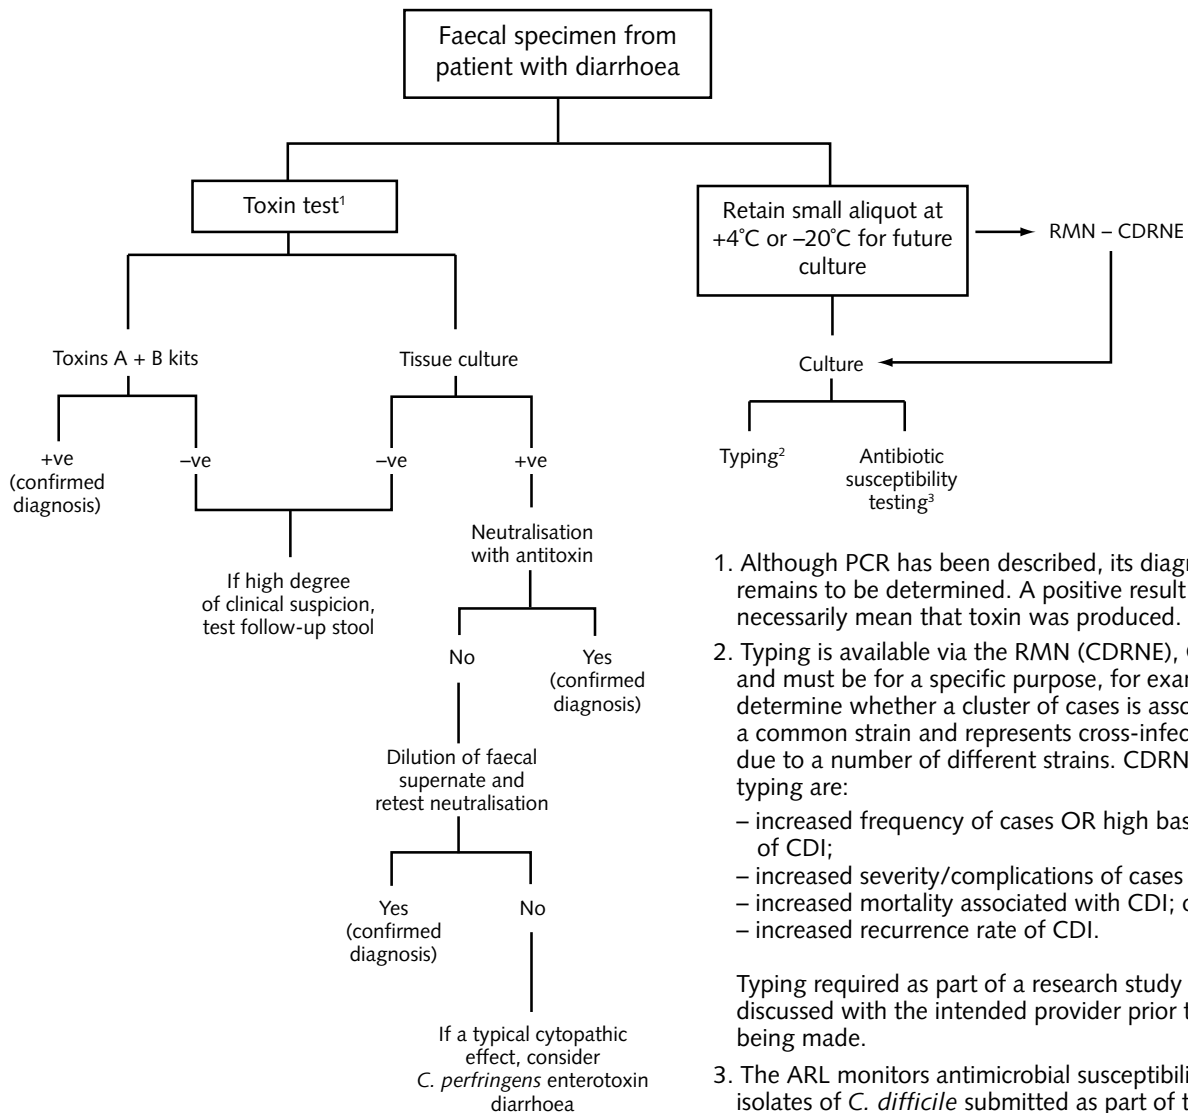 Faecal specimen from
patient with diarrhoea
Toxin test¹
Retain small aliquot at
+4˚C or –20˚C for future
culture
RMN – CDRNE
Toxins A + B kits
Tissue culture
Culture
+ve
(confirmed
diagnosis)
–ve
–ve
+ve
Typing²
Antibiotic
susceptibility
testing³
Neutralisation
with antitoxin
If high degree
of clinical suspicion,
test follow-up stool
No
Yes
(confirmed
diagnosis)
Dilution of faecal
supernate and
retest neutralisation
Yes
(confirmed
diagnosis)
No
If a typical cytopathic
effect, consider
C. perfringens enterotoxin
diarrhoea
1. Although PCR has been described, its
remains to be determined. A positive result
necessarily mean that toxin was produced.
2. Typing is available via the RMN (CDRNE),
and must be for a specific purpose, for
determine whether a cluster of cases is
a common strain and represents
due to a number of different strains.
typing are:
– increased frequency of cases OR high
of CDI;
– increased severity/complications of cases
– increased mortality associated with CDI;
– increased recurrence rate of CDI.
Typing required as part of a research study
discussed with the intended provider prior
being made.
3. The ARL monitors antimicrobial
isolates of C. difficile submitted as part of